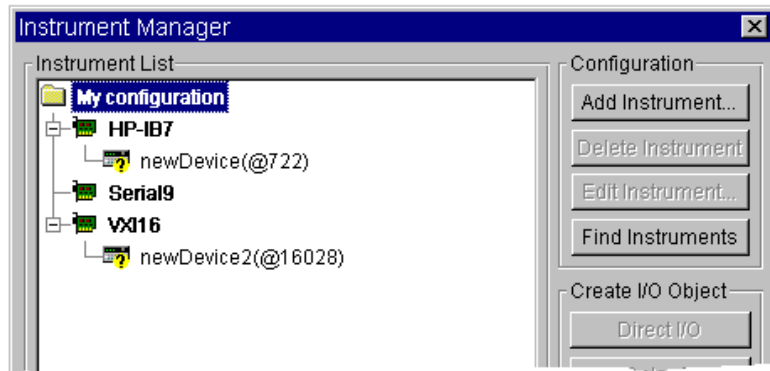 Instrument Manager
Instrument List
My configuration
HP-IB7
newDevice(@722)
Serial9
VXI16
newDevice2(@16028)
Configuration
Add Instrument...
Delete Instrument
Edit Instrument...
Find Instruments
Create I/O Object
Direct I/O